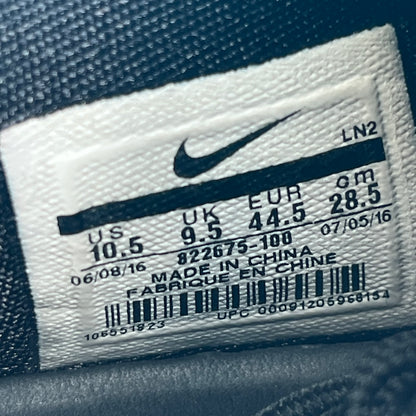 LN2
US UK EUR cm
10.5 9.5 44.5 28.5
06/08/16 822675-100 07/05/16
MADE IN CHINA
FABRIQUE EN CHINE
106551923 UPC 00091205968154